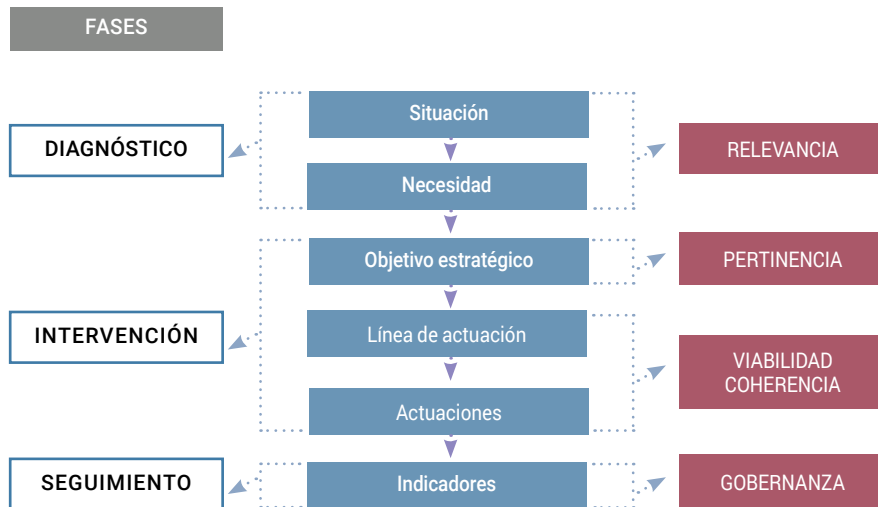 FASES
Situación
DIAGNÓSTICO
RELEVANCIA
Necesidad
Objetivo estratégico
PERTINENCIA
INTERVENCIÓN
Línea de actuación
VIABILIDAD
COHERENCIA
Actuaciones
SEGUIMIENTO
Indicadores
GOBERNANZA